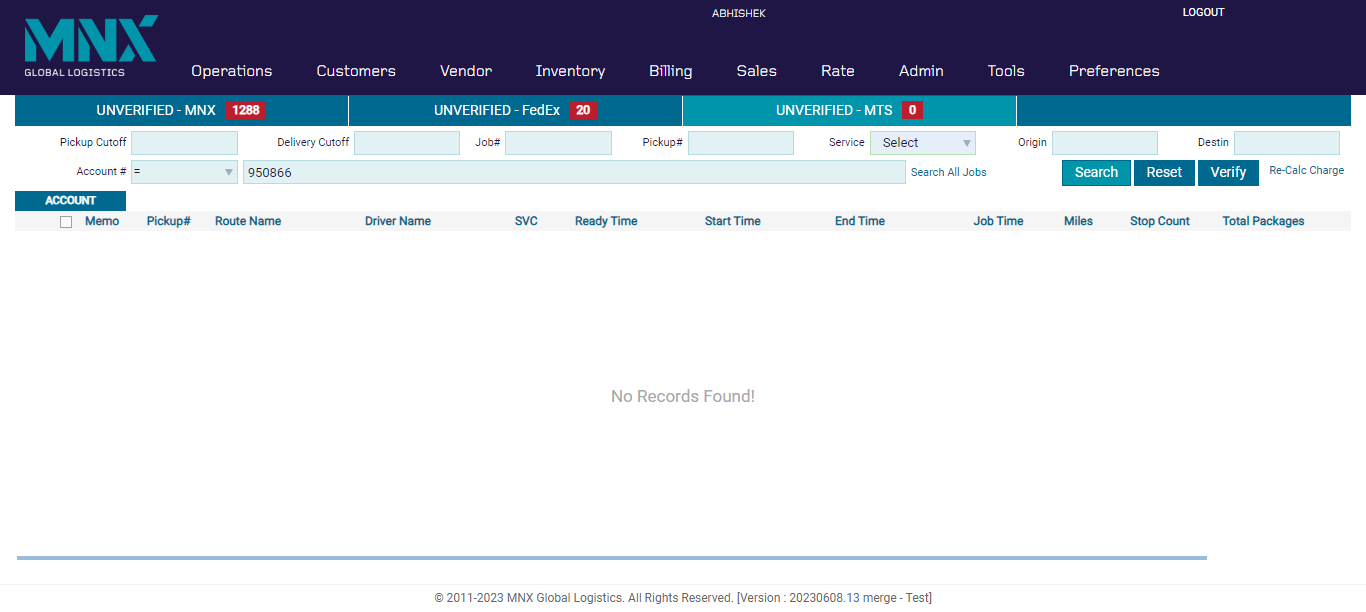 ABHISHEK
LOGOUT
MNX
GLOBAL LOGISTICS
Operations Customers Vendor Inventory Billing Sales Rate Admin Tools Preferences
UNVERIFIED - MNX 1288 UNVERIFIED - FedEx 20 UNVERIFIED - MTS 0
Pickup Cutoff Delivery Cutoff Job# Pickup# Service Select Origin Destin
Account # = 950866 Search All Jobs Search Reset Verify Re-Calc Charge
ACCOUNT
Memo Pickup# Route Name Driver Name SVC Ready Time Start Time End Time Job Time Miles Stop Count Total Packages
No Records Found!
© 2011-2023 MNX Global Logistics. All Rights Reserved. [Version : 20230608.13 merge - Test]